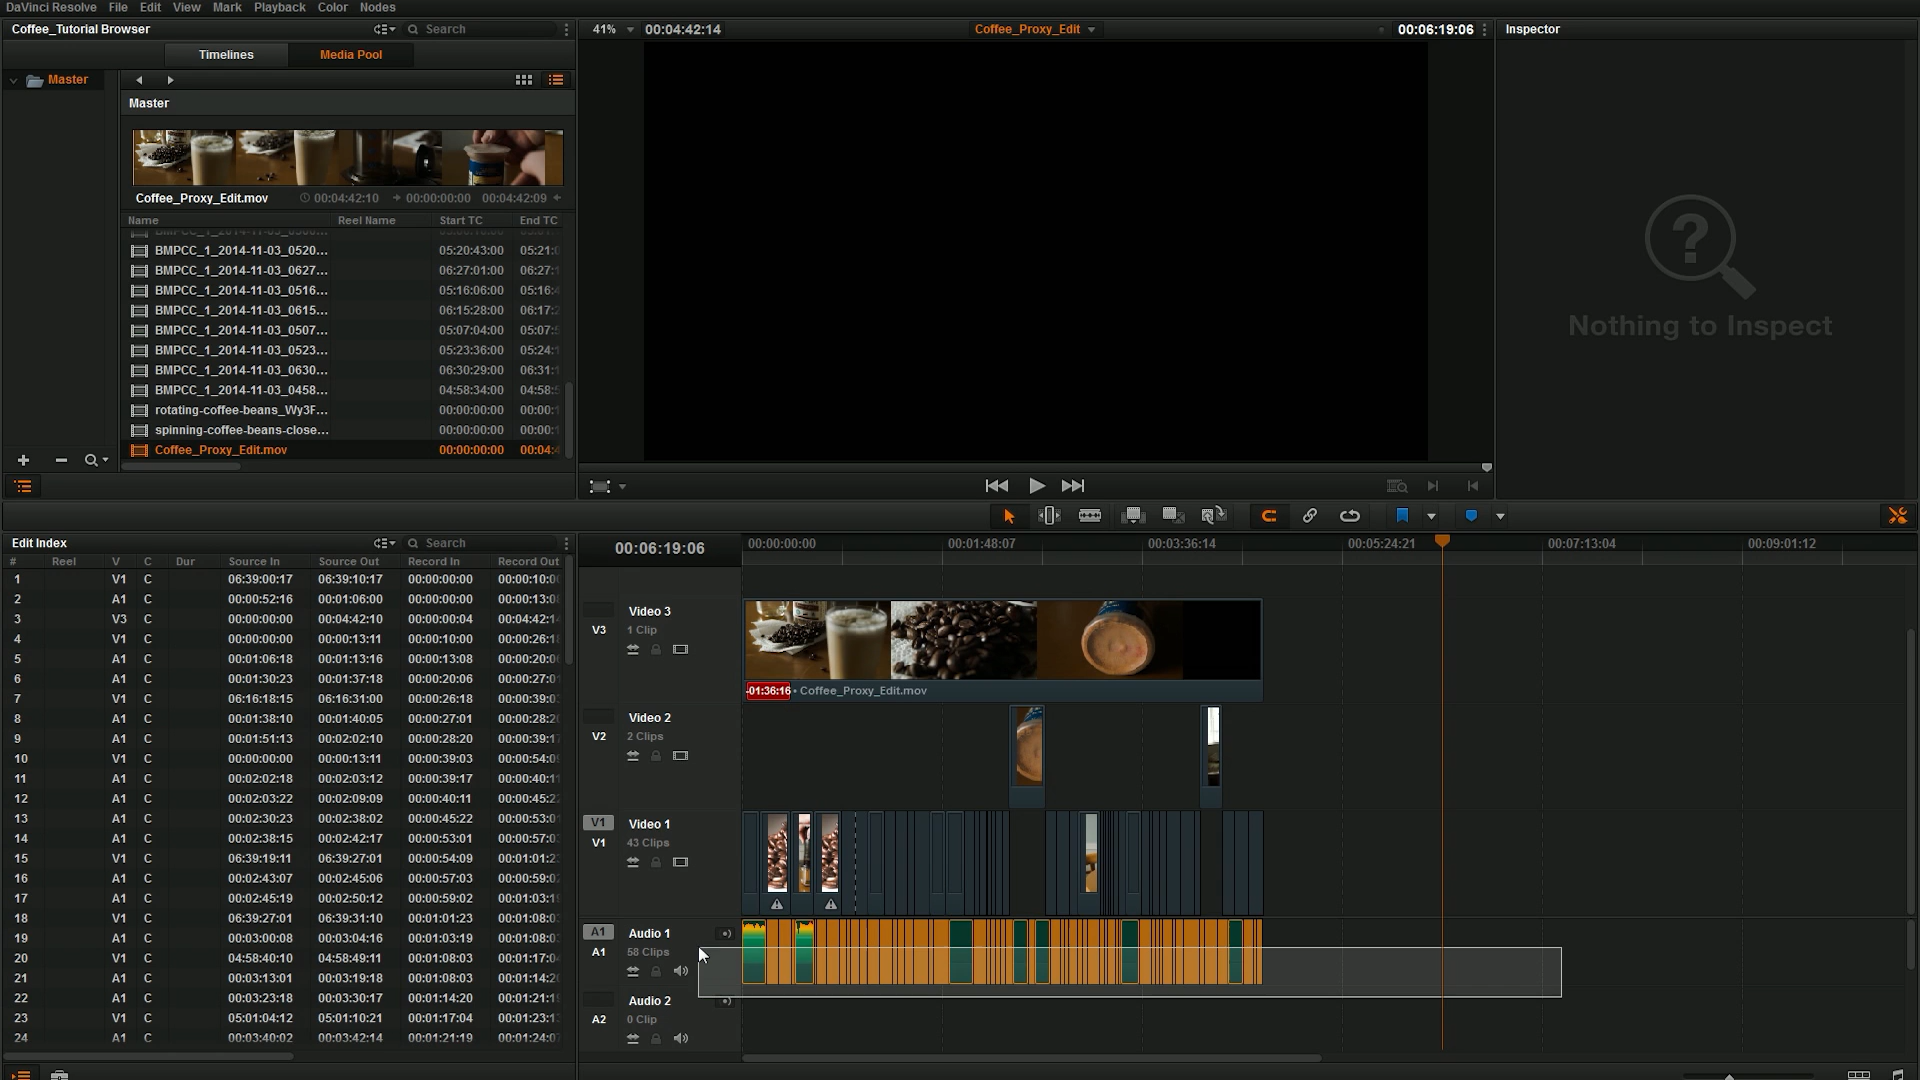 DaVinci Resolve File Edit View Mark Playback Color Nodes
Coffee_Tutorial Browser
Search
41%
00:04:42:14
Coffee_Proxy_Edit
00:06:19:06
Inspector
Timelines
Media Pool
Master
Master
Coffee_Proxy_Edit.mov 00:04:42:10 00:00:00:00 00:04:42:09
Name Reel Name Start TC End TC
BMPCC_1_2014-11-03_0520... 05:20:43:00 05:21:
BMPCC_1_2014-11-03_0627... 06:27:01:00 06:27:
BMPCC_1_2014-11-03_0516... 05:16:06:00 05:16:
BMPCC_1_2014-11-03_0615... 06:15:28:00 06:17:
BMPCC_1_2014-11-03_0507... 05:07:04:00 05:07:
BMPCC_1_2014-11-03_0523... 05:23:36:00 05:24:
BMPCC_1_2014-11-03_0630... 06:30:29:00 06:31:
BMPCC_1_2014-11-03_0458... 04:58:34:00 04:58:
rotating-coffee-beans_Wy3F... 00:00:00:00 00:00:
spinning-coffee-beans-close... 00:00:00:00 00:00:
Coffee_Proxy_Edit.mov 00:00:00:00 00:04:
Nothing to Inspect
Edit Index
Search
# Reel V C Dur Source In Source Out Record In Record Out
1 V1 C 06:39:00:17 06:39:10:17 00:00:00:00 00:00:10:0
2 A1 C 00:00:52:16 00:01:06:00 00:00:00:00 00:00:13:0
3 V3 C 00:00:00:00 00:04:42:10 00:00:00:04 00:04:42:1
4 V1 C 00:00:00:00 00:00:13:11 00:00:10:00 00:00:26:1
5 A1 C 00:01:06:18 00:01:13:16 00:00:13:08 00:00:20:0
6 A1 C 00:01:30:23 00:01:37:18 00:00:20:06 00:00:27:0
7 V1 C 06:16:18:15 06:16:31:00 00:00:26:18 00:00:39:0
8 A1 C 00:01:38:10 00:01:40:05 00:00:27:01 00:00:28:2
9 A1 C 00:01:51:13 00:02:02:10 00:00:28:20 00:00:39:1
10 V1 C 00:00:00:00 00:00:13:11 00:00:39:03 00:00:54:0
11 A1 C 00:02:02:18 00:02:03:12 00:00:39:17 00:00:40:1
12 A1 C 00:02:03:22 00:02:09:09 00:00:40:11 00:00:45:2
13 A1 C 00:02:30:23 00:02:38:02 00:00:45:22 00:00:53:0
14 A1 C 00:02:38:15 00:02:42:17 00:00:53:01 00:00:57:0
15 V1 C 06:39:19:11 06:39:27:01 00:00:54:09 00:01:01:2
16 A1 C 00:02:43:07 00:02:45:06 00:00:57:03 00:00:59:0
17 A1 C 00:02:45:19 00:02:50:12 00:00:59:02 00:01:03:1
18 V1 C 06:39:27:01 06:39:31:10 00:01:01:23 00:01:08:0
19 A1 C 00:03:00:08 00:03:04:16 00:01:03:19 00:01:08:0
20 V1 C 04:58:40:10 04:58:49:11 00:01:08:03 00:01:17:0
21 A1 C 00:03:13:01 00:03:19:18 00:01:08:03 00:01:14:2
22 A1 C 00:03:23:18 00:03:30:17 00:01:14:20 00:01:21:1
23 V1 C 05:01:04:12 05:01:10:21 00:01:17:04 00:01:23:1
24 A1 C 00:03:40:02 00:03:42:14 00:01:21:19 00:01:24:0
00:06:19:06
00:00:00:00 00:01:48:07 00:03:36:14 00:05:24:21 00:07:13:04 00:09:01:12
Video 3
V3 1 Clip
-01:36:16 • Coffee_Proxy_Edit.mov
Video 2
V2 2 Clips
V1 Video 1
V1 43 Clips
A1 Audio 1
A1 58 Clips
Audio 2
A2 0 Clip